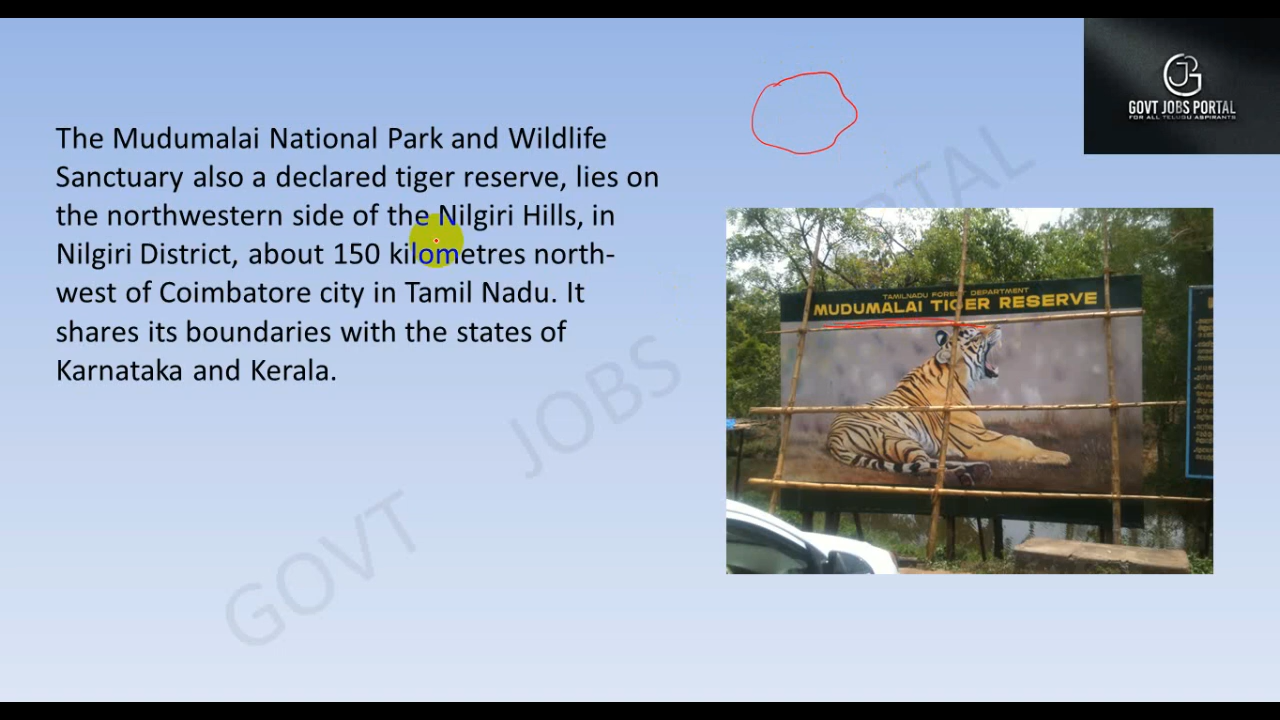 The Mudumalai National Park and Wildlife
Sanctuary also a declared tiger reserve, lies on
the northwestern side of the Nilgiri Hills, in
Nilgiri District, about 150 kilometres north-
west of Coimbatore city in Tamil Nadu. It
shares its boundaries with the states of
Karnataka and Kerala.
GOVT JOBS PORTAL
FOR ALL TELUGU ASPIRANTS
TAMILNADU FOREST DEPARTMENT
MUDUMALAI TIGER RESERVE
GOVT JOBS PORTAL